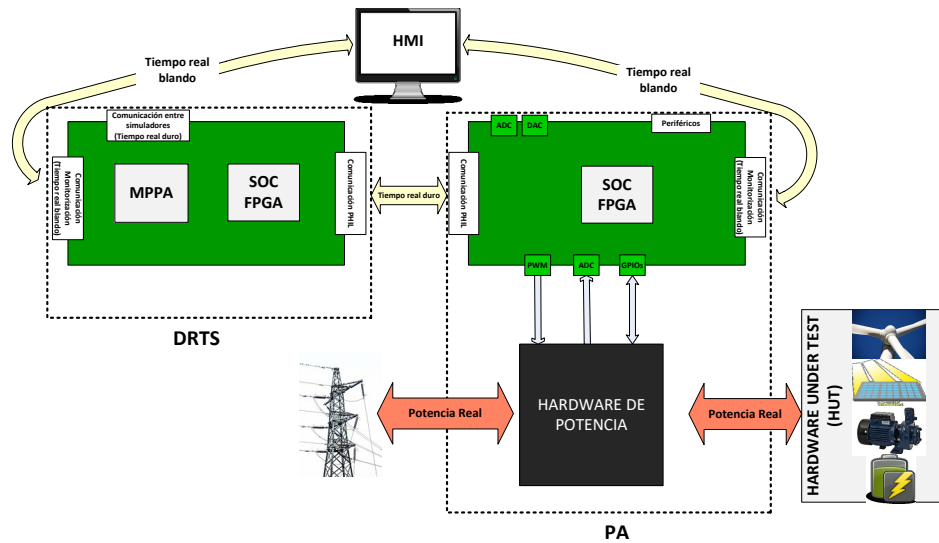 HMI
Tiempo real
blando
Tiempo real
blando
Comunicación entre
simuladores
(Tiempo real duro)
Comunicación
Monitorización
(Tiempo real blando)
MPPA
SOC
FPGA
Comunicación PHIL
Tiempo real duro
DRTS
ADC
DAC
Periféricos
Comunicación PHIL
SOC
FPGA
Comunicación
Monitorización
(Tiempo real blando)
PWM
ADC
GPIOs
Potencia Real
HARDWARE DE
POTENCIA
Potencia Real
HARDWARE UNDER TEST
(HUT)
PA